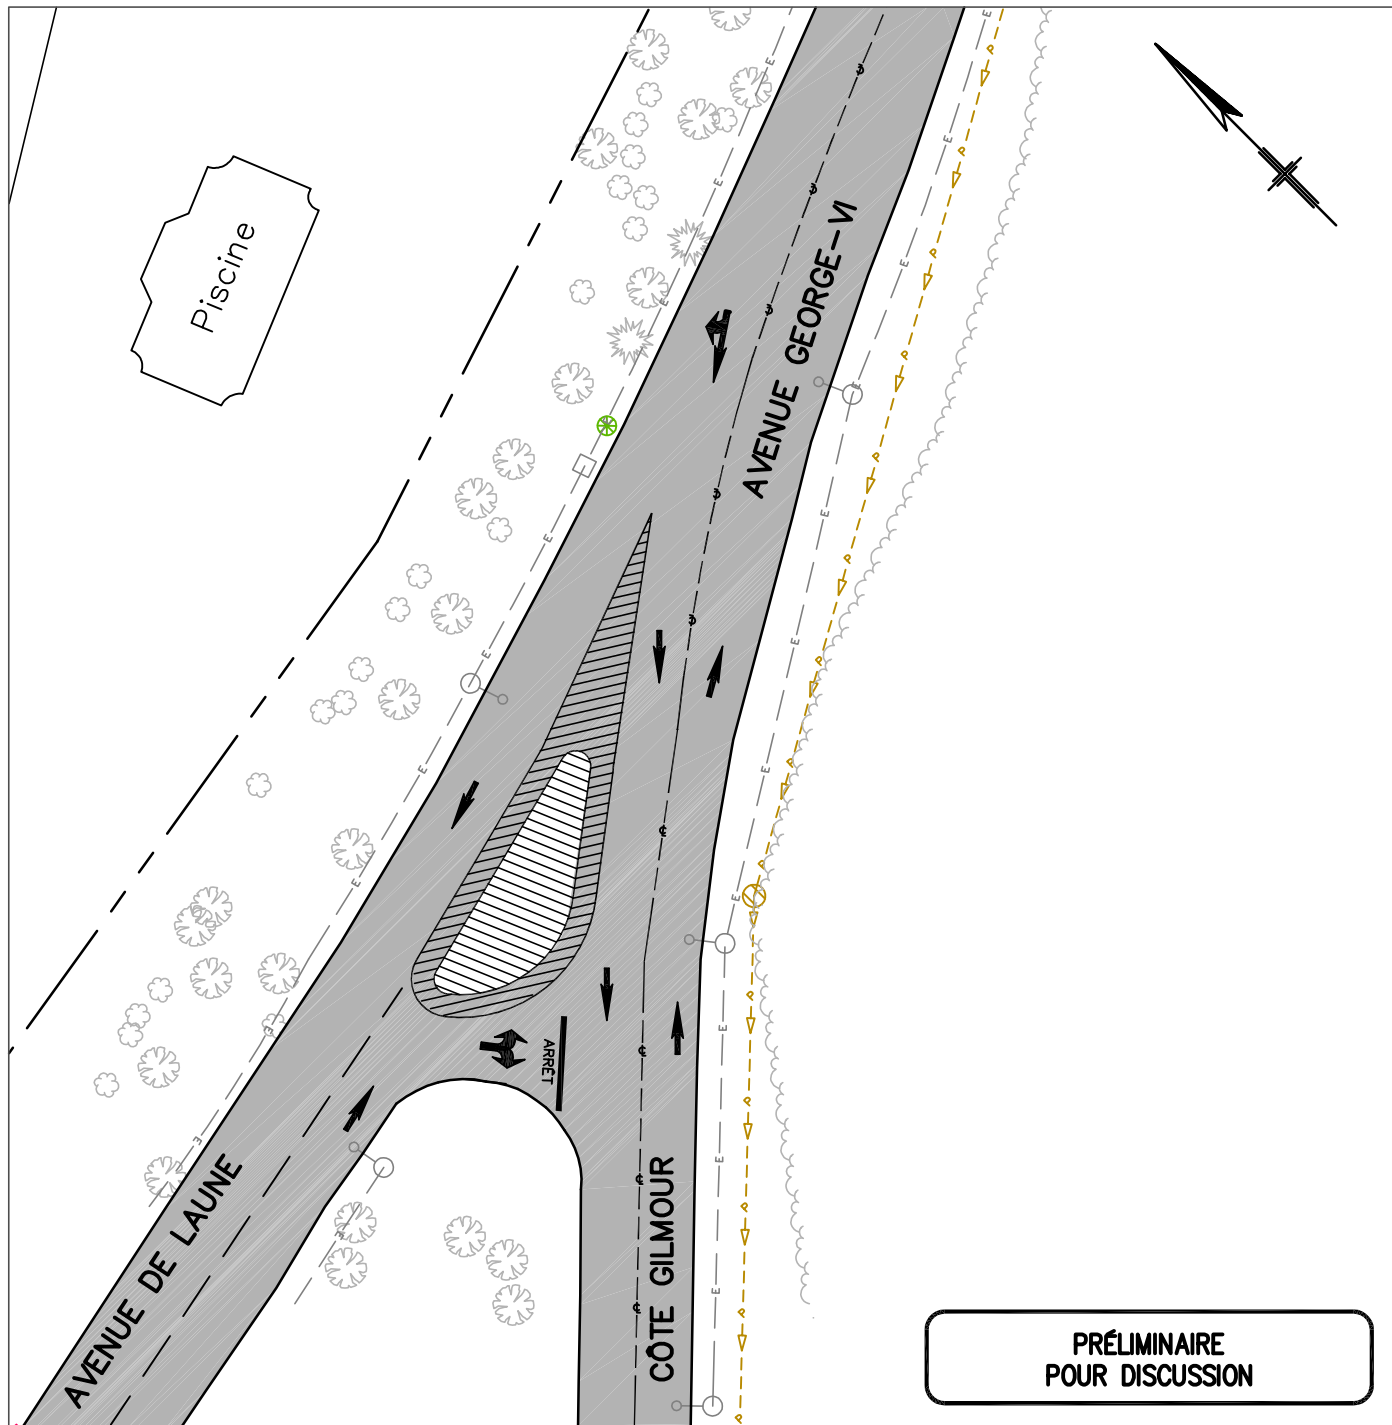 Piscine
AVENUE GEORGE-VI
ARRÊT
AVENUE DE LAUNE
CÔTE GILMOUR
PRÉLIMINAIRE
POUR DISCUSSION